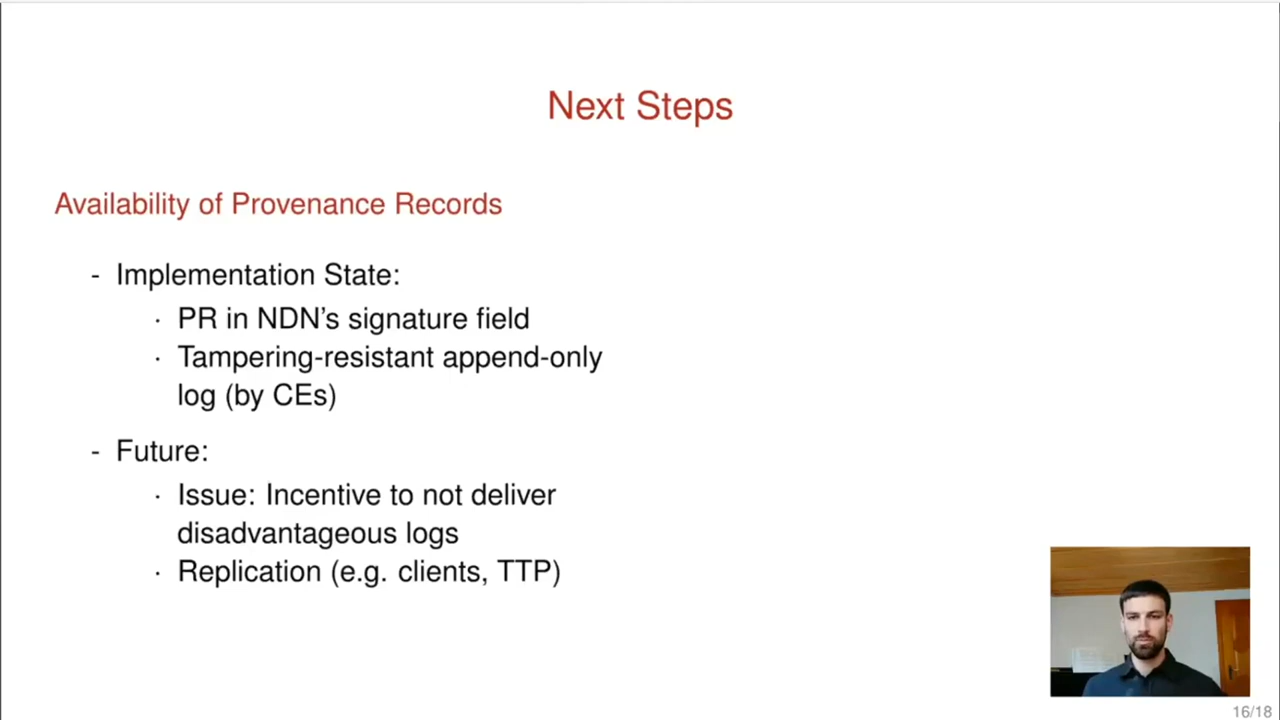 Next Steps
Availability of Provenance Records
- Implementation State:
· PR in NDN's signature field
· Tampering-resistant append-only
log (by CEs)
- Future:
· Issue: Incentive to not deliver
disadvantageous logs
· Replication (e.g. clients, TTP)
16/18